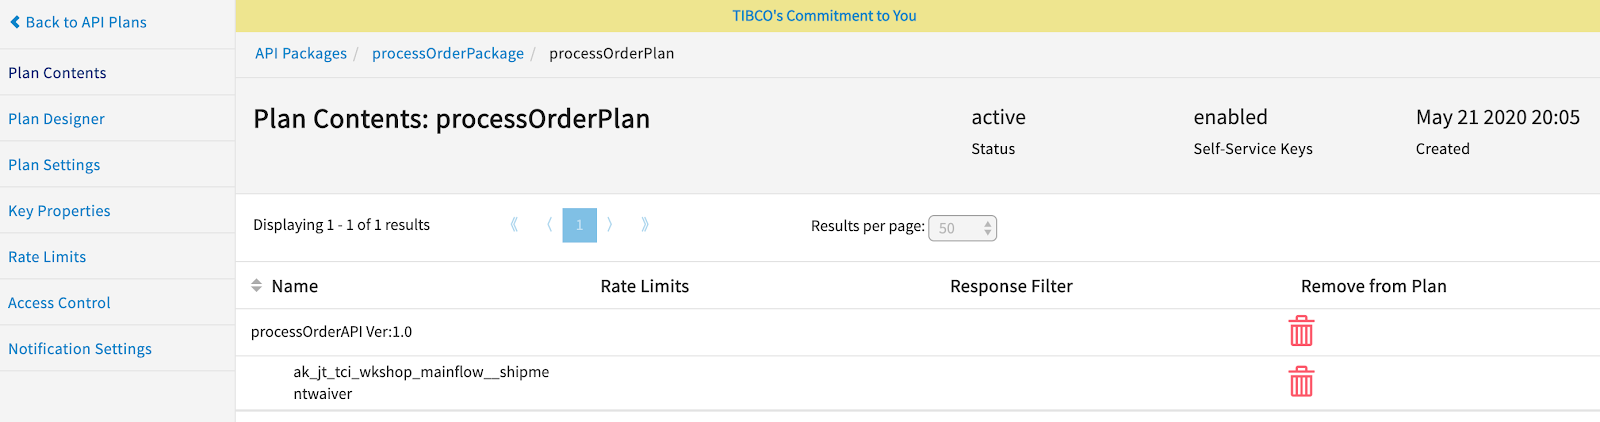 Back to API Plans
TIBCO's Commitment to You
API Packages / processOrderPackage / processOrderPlan
Plan Contents
Plan Designer
Plan Settings
Key Properties
Rate Limits
Access Control
Notification Settings
Plan Contents: processOrderPlan
active
Status
enabled
Self-Service Keys
May 21 2020 20:05
Created
Displaying 1 - 1 of 1 results
《 〈 1 〉 》
Results per page: 50
Name Rate Limits Response Filter Remove from Plan
processOrderAPI Ver:1.0
ak_jt_tci_wkshop_mainflow__shipme
ntwaiver